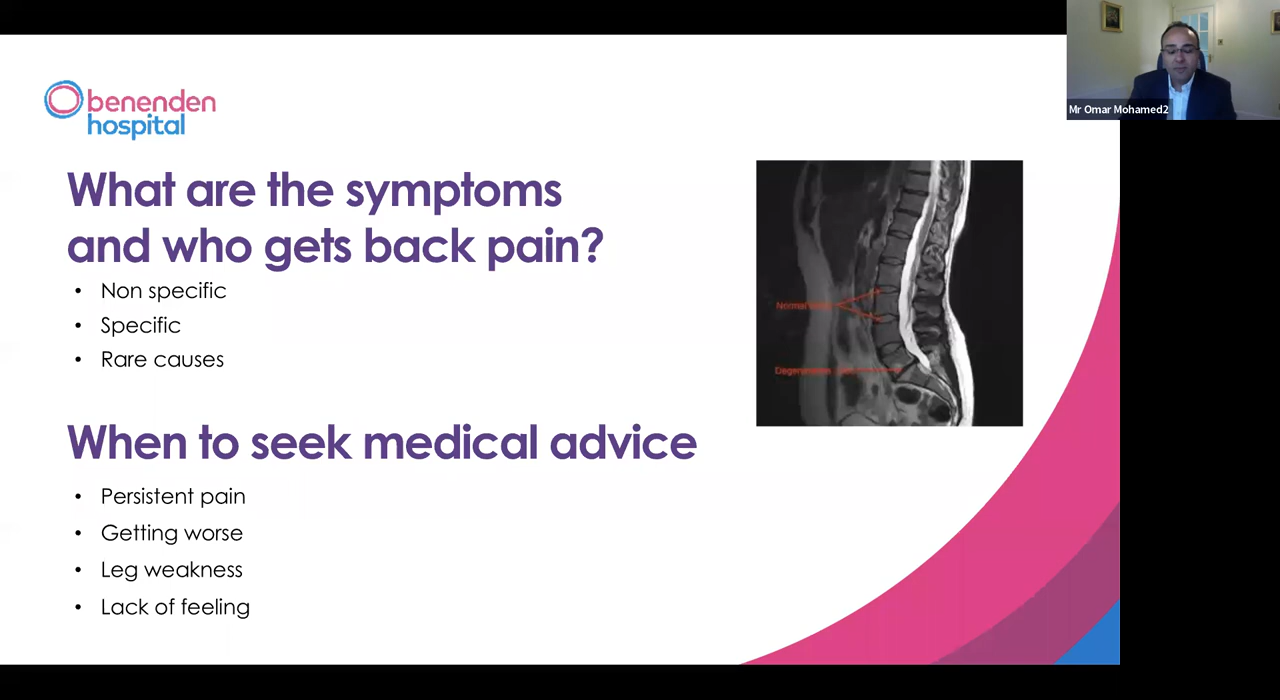 benenden
hospital
Mr Omar Mohamed2
What are the symptoms
and who gets back pain?
• Non specific
• Specific
• Rare causes
Normal
When to seek medical advice
• Persistent pain
• Getting worse
• Leg weakness
• Lack of feeling